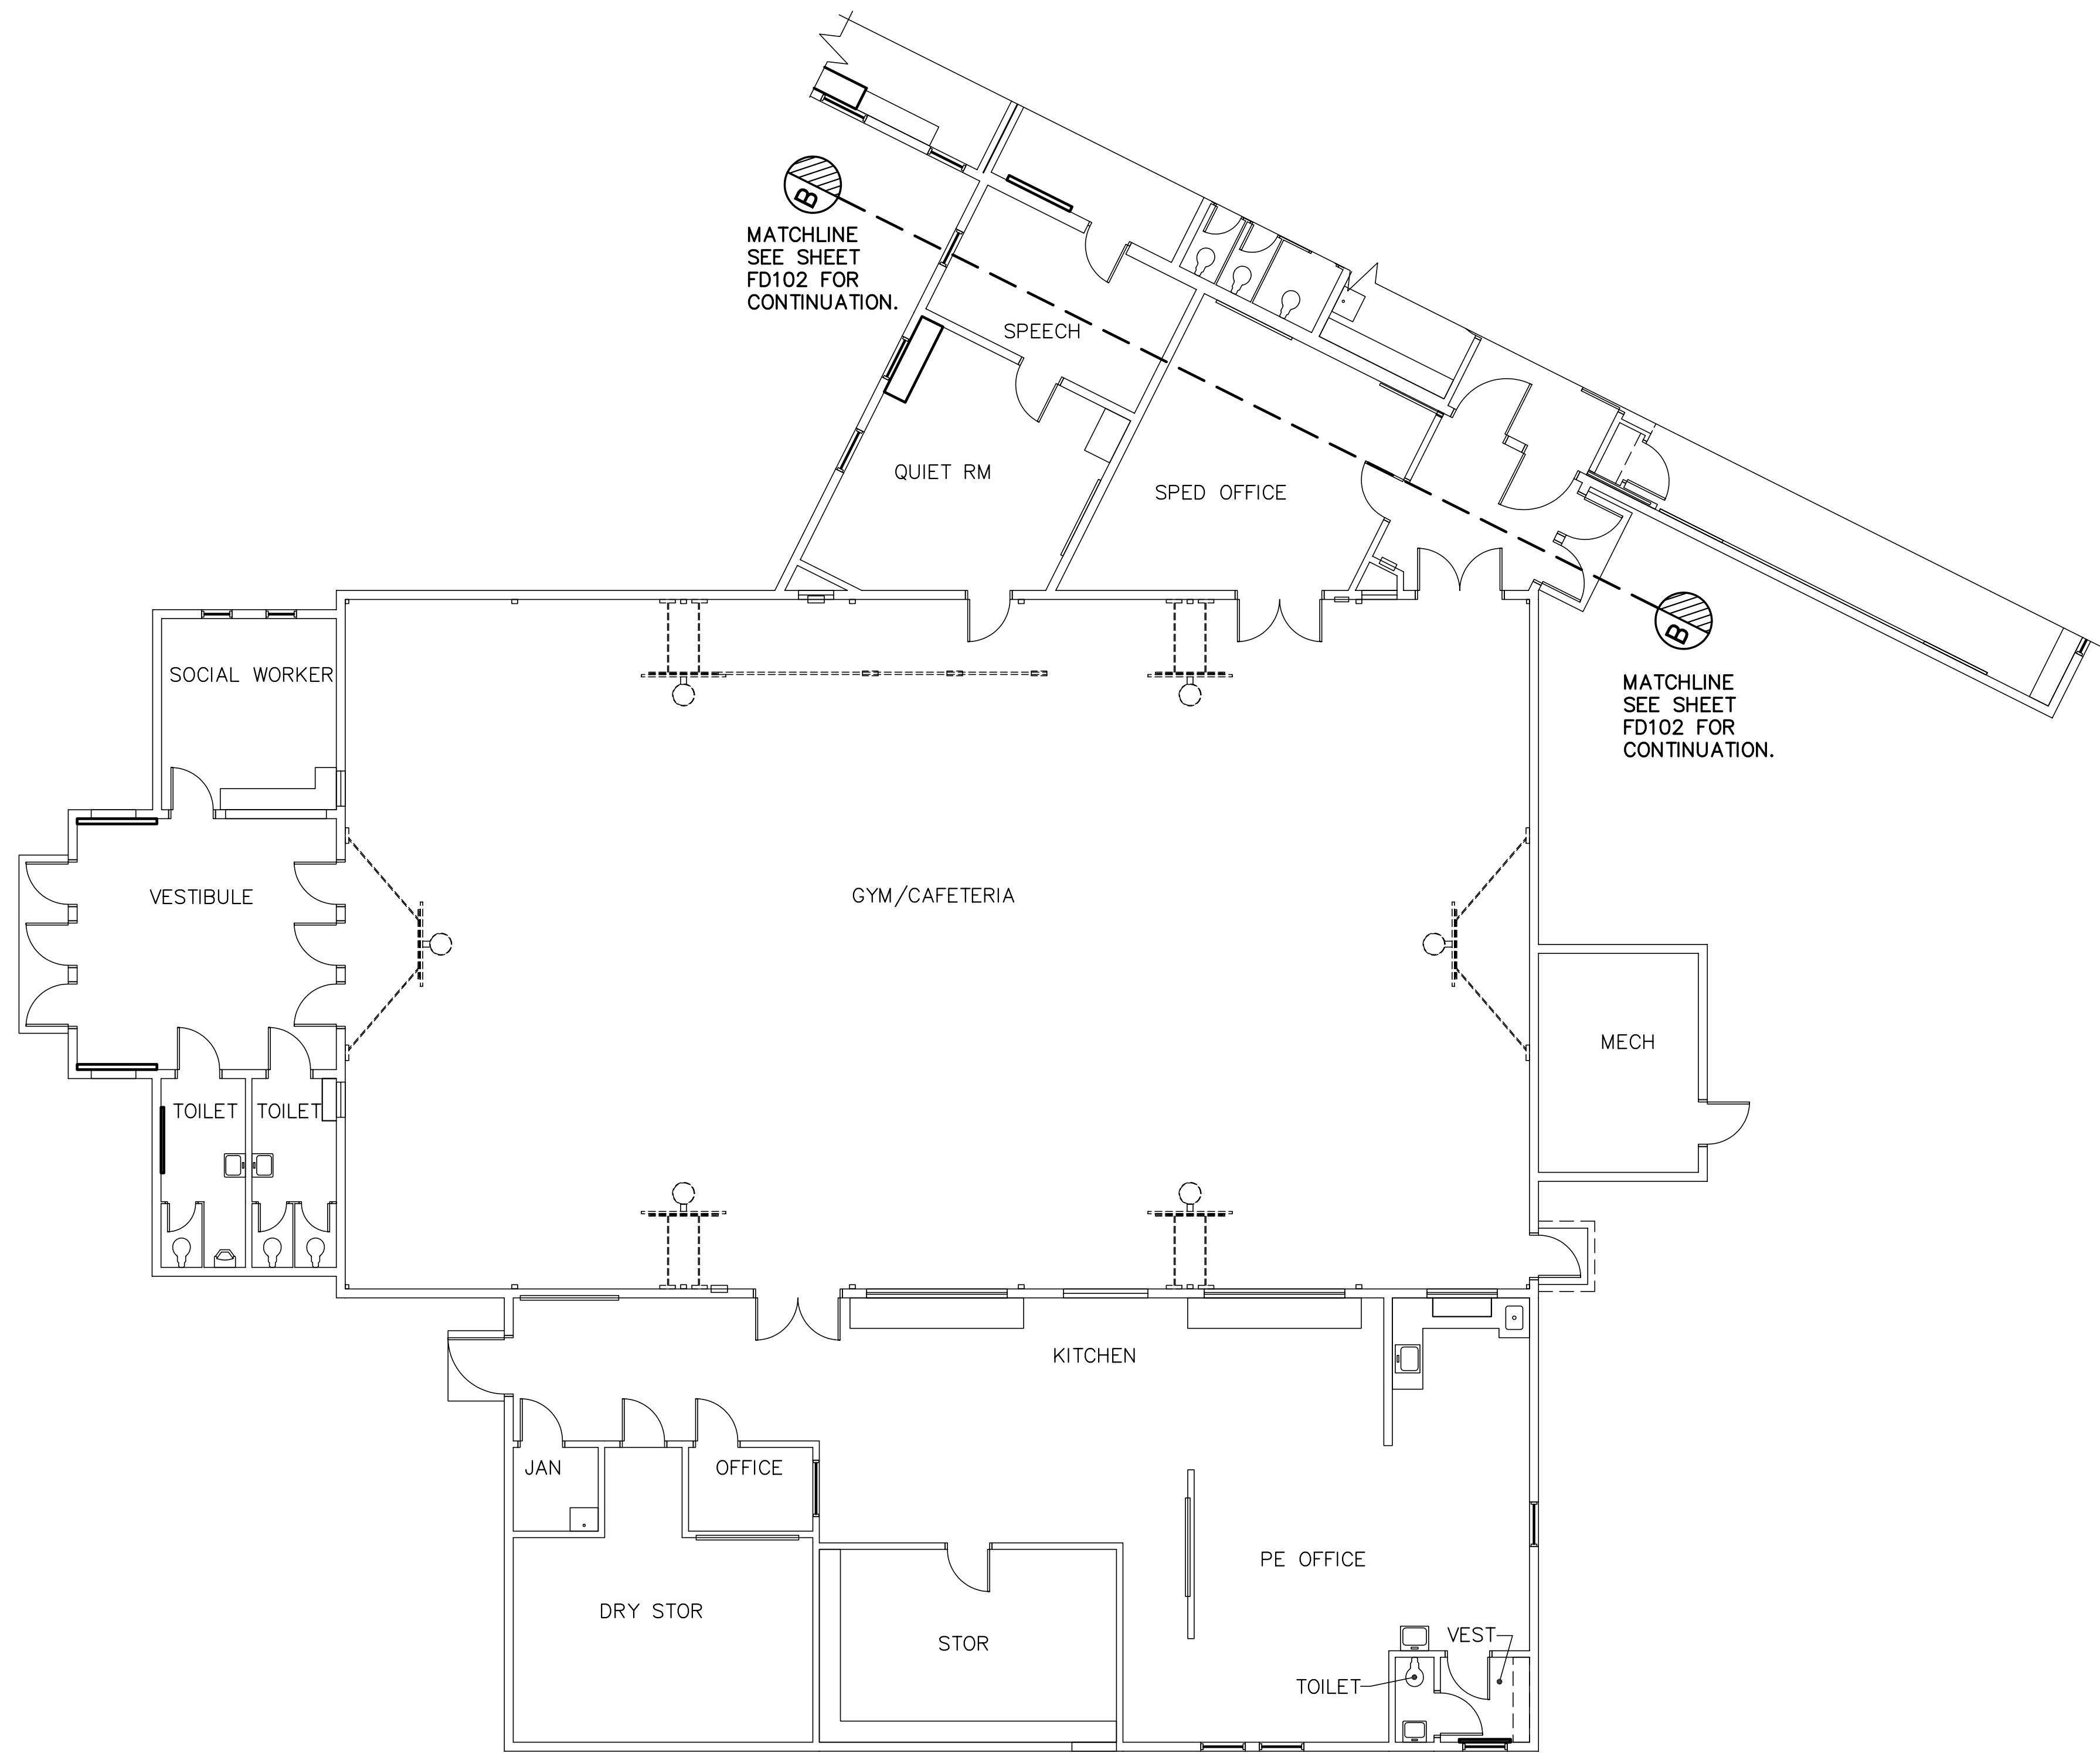 B
MATCHLINE
SEE SHEET
FD102 FOR
CONTINUATION.
SPEECH
QUIET RM
SPED OFFICE
B
MATCHLINE
SEE SHEET
FD102 FOR
CONTINUATION.
SOCIAL WORKER
VESTIBULE
GYM/CAFETERIA
MECH
TOILET
TOILET
KITCHEN
JAN
OFFICE
PE OFFICE
DRY STOR
STOR
VEST
TOILET